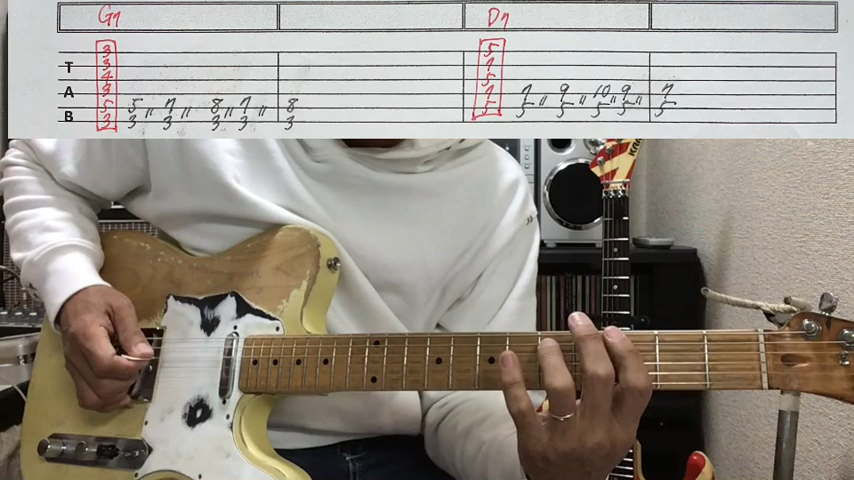 G7 D7
3 5
T 3 7
4 5
A 3 7 7 〃 9 〃 10 〃 9 〃 7
5 5 〃 7 〃 8 〃 7 〃 8 5 5 5 5 5 5
B 3 3 3 3 3 3